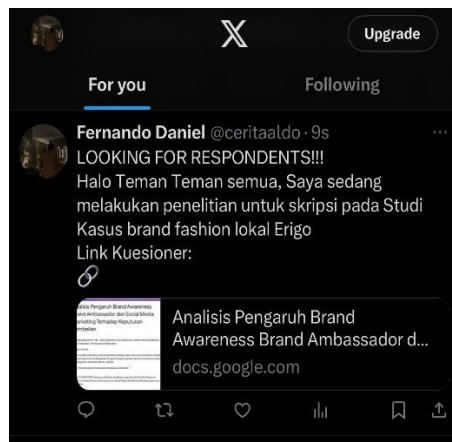 Upgrade
For you
Following
Fernando Daniel @ceritaaldo · 9s
LOOKING FOR RESPONDENTS!!!
Halo Teman Teman semua, Saya sedang
melakukan penelitian untuk skripsi pada Studi
Kasus brand fashion lokal Erigo
Link Kuesioner:
Analisis Pengaruh Brand
Awareness Brand Ambassador d...
docs.google.com